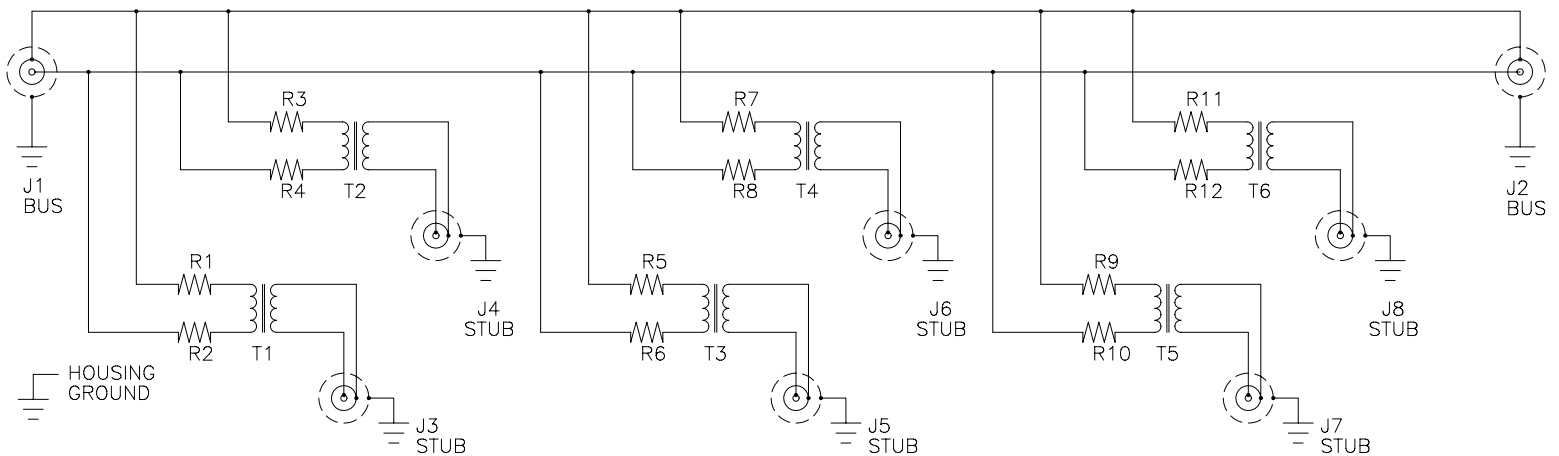 R3
R7
R11
R4
T2
R8
T4
R12
T6
J1
BUS
J2
BUS
R1
R5
R9
J4
STUB
J6
STUB
J8
STUB
R2
T1
R6
T3
R10
T5
HOUSING
GROUND
J3
STUB
J5
STUB
J7
STUB